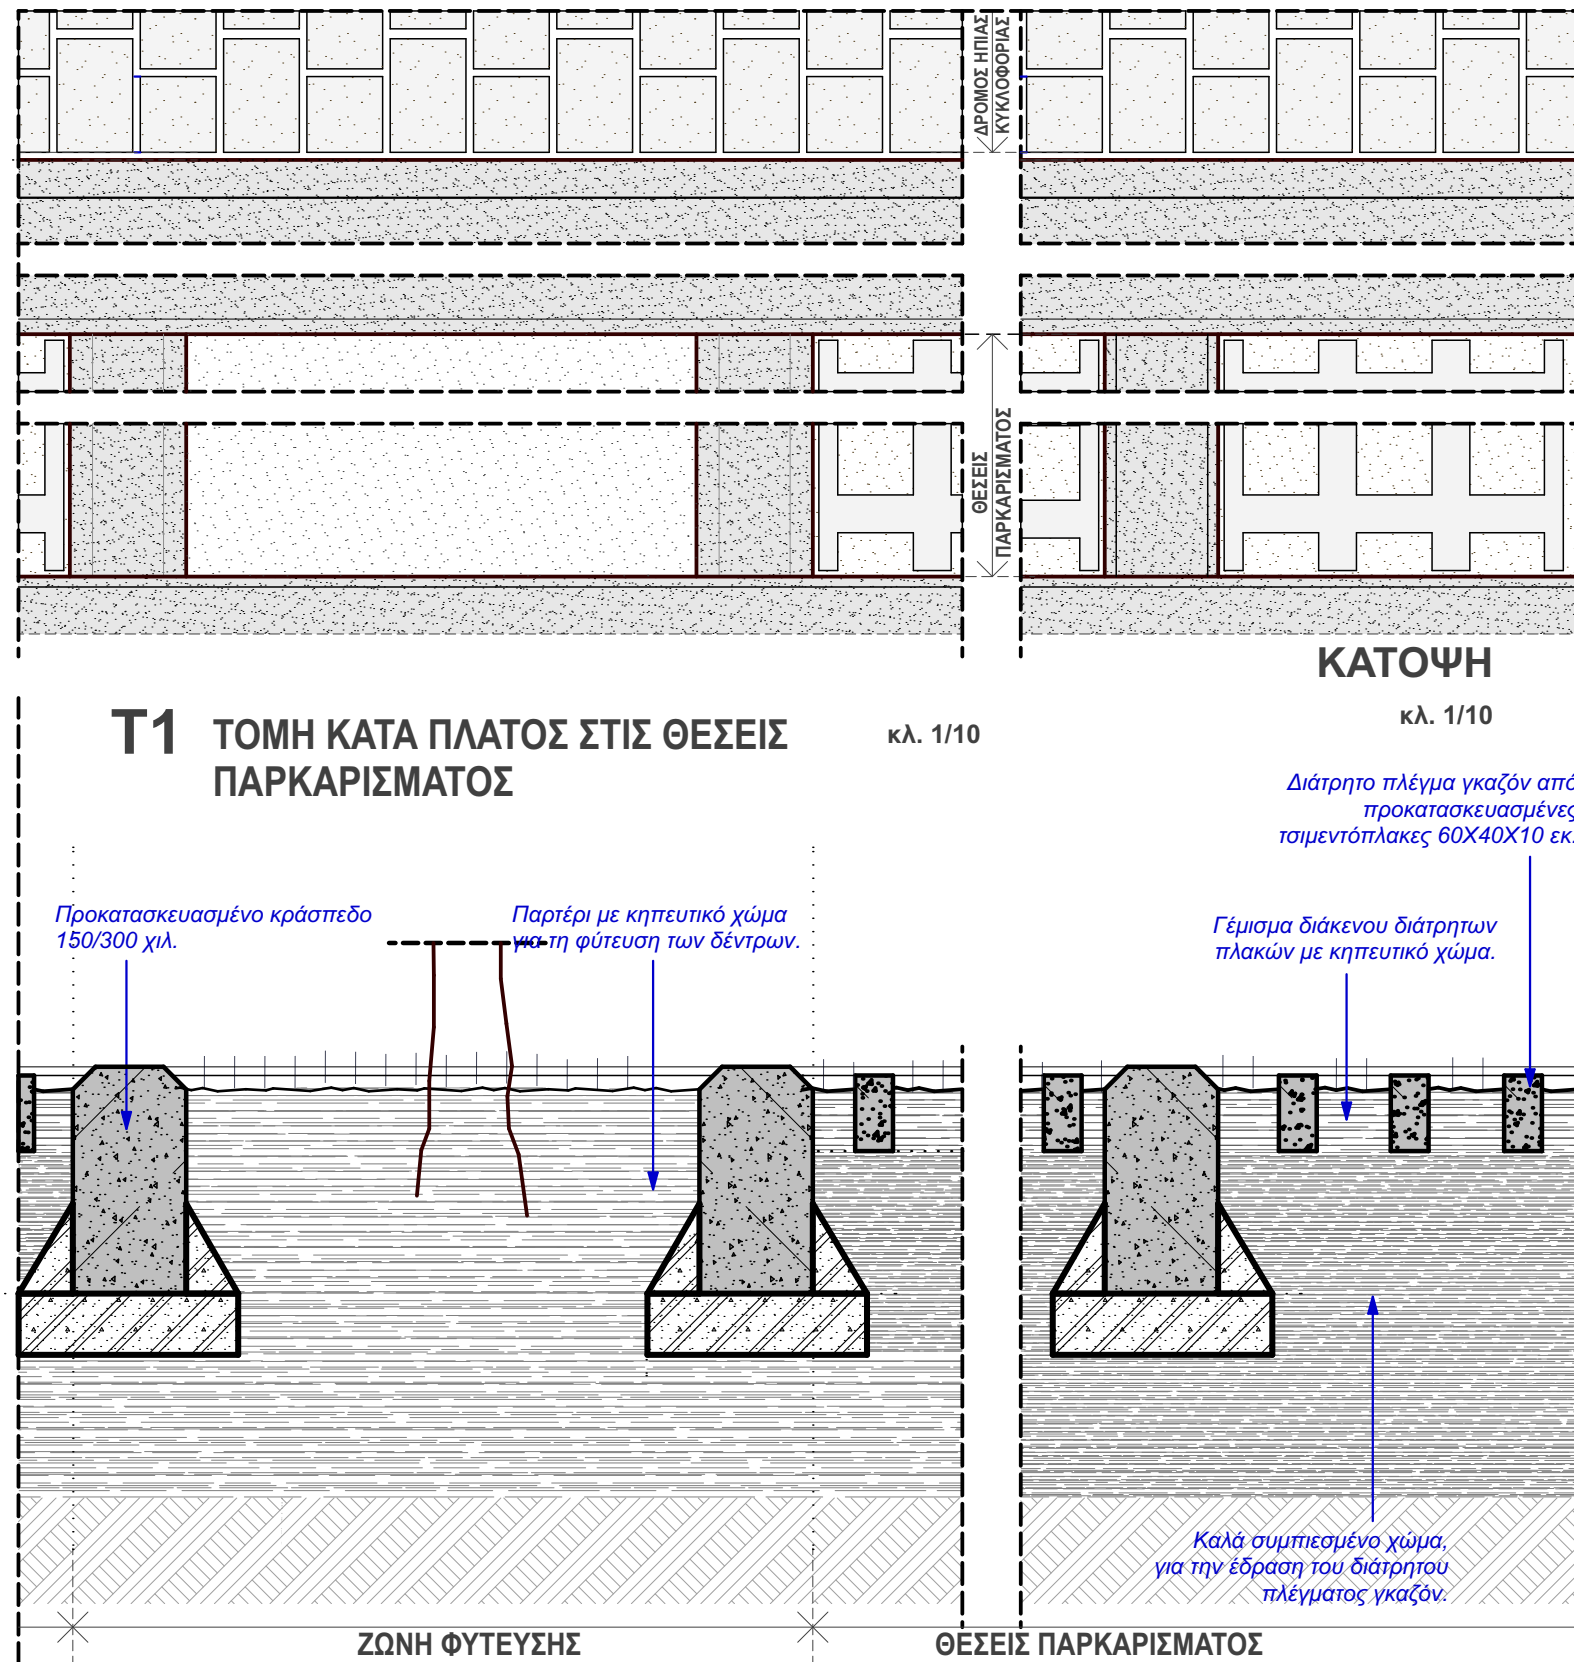 ΔΡΟΜΟΣ ΗΠΙΑΣ
ΚΥΚΛΟΦΟΡΙΑΣ
ΘΕΣΕΙΣ
ΠΑΡΚΑΡΙΣΜΑΤΟΣ
ΚΑΤΟΨΗ
κλ. 1/10
Τ1 ΤΟΜΗ ΚΑΤΑ ΠΛΑΤΟΣ ΣΤΙΣ ΘΕΣΕΙΣ
ΠΑΡΚΑΡΙΣΜΑΤΟΣ
κλ. 1/10
Διάτρητο πλέγμα γκαζόν από
προκατασκευασμένες
τσιμεντόπλακες 60Χ40Χ10 εκ.
Προκατασκευασμένο κράσπεδο
150/300 χιλ.
Παρτέρι με κηπευτικό χώμα
για τη φύτευση των δέντρων.
Γέμισμα διάκενου διάτρητων
πλακών με κηπευτικό χώμα.
Καλά συμπιεσμένο χώμα,
για την έδραση του διάτρητου
πλέγματος γκαζόν.
ΖΩΝΗ ΦΥΤΕΥΣΗΣ
ΘΕΣΕΙΣ ΠΑΡΚΑΡΙΣΜΑΤΟΣ